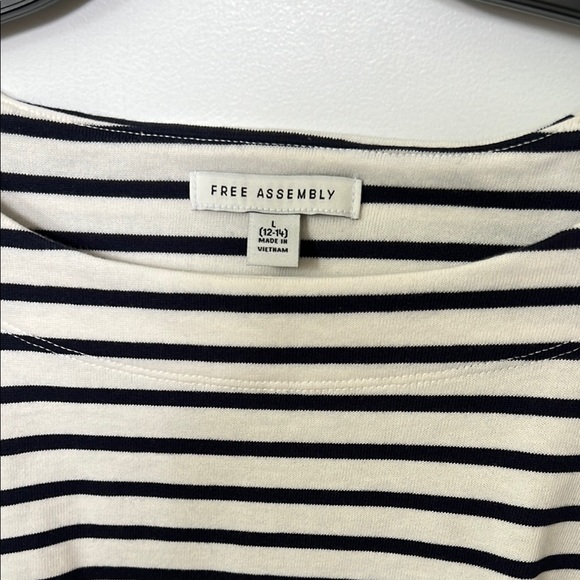 FREE ASSEMBLY
L
(12-14)
MADE IN
VIETNAM